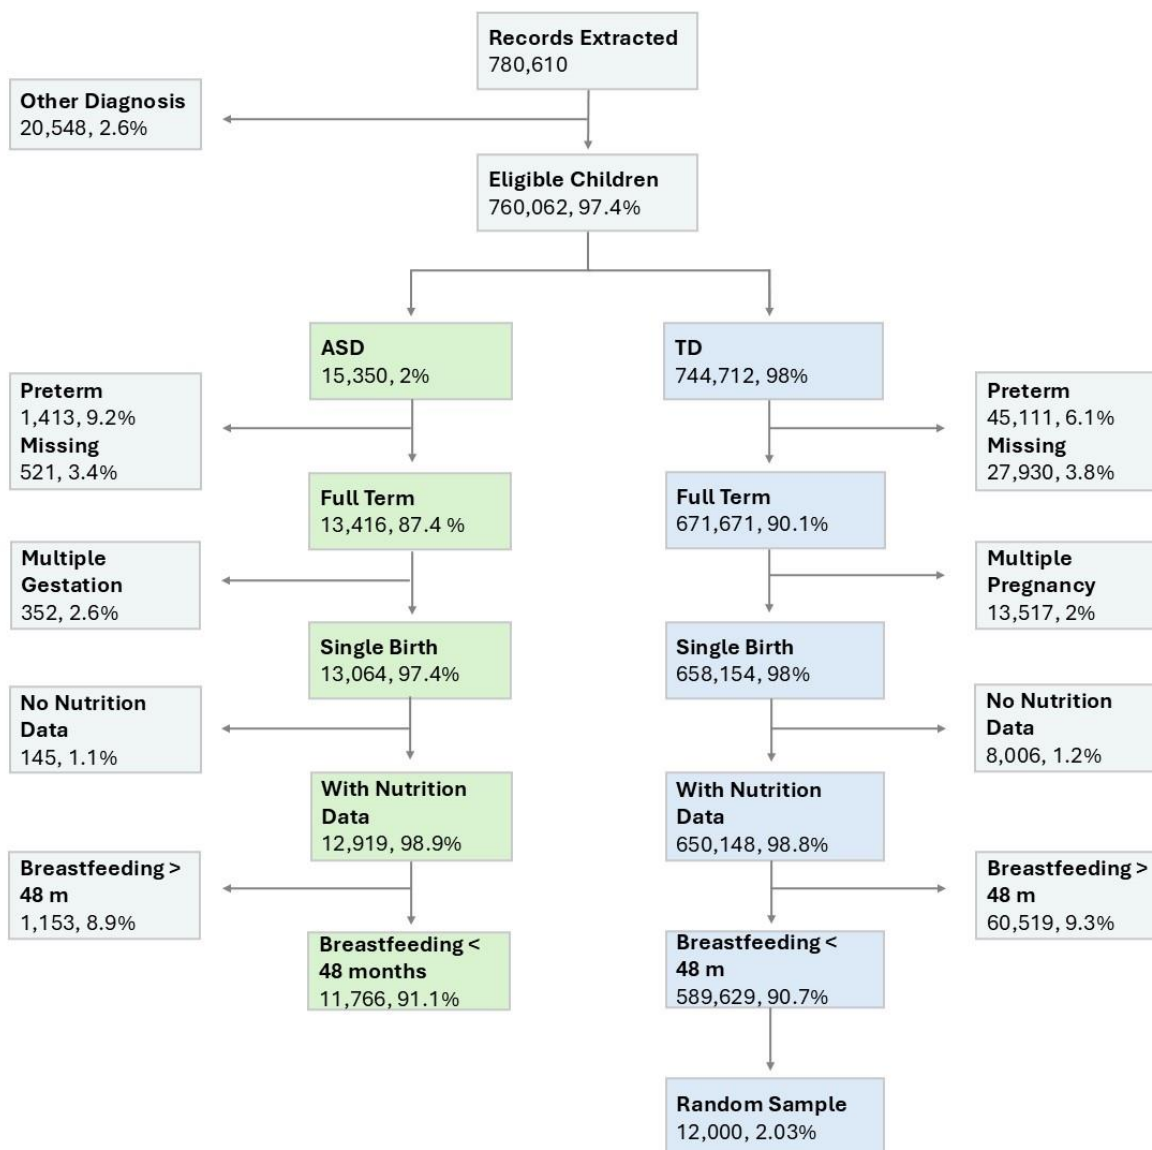 Records Extracted
780,610
Other Diagnosis
20,548, 2.6%
Eligible Children
760,062, 97.4%
ASD
15,350, 2%
TD
744,712, 98%
Preterm
1,413, 9.2%
Missing
521, 3.4%
Preterm
45,111, 6.1%
Missing
27,930, 3.8%
Full Term
13,416, 87.4 %
Full Term
671,671, 90.1%
Multiple
Gestation
352, 2.6%
Multiple
Pregnancy
13,517, 2%
Single Birth
13,064, 97.4%
Single Birth
658,154, 98%
No Nutrition
Data
145, 1.1%
No Nutrition
Data
8,006, 1.2%
With Nutrition
Data
12,919, 98.9%
With Nutrition
Data
650,148, 98.8%
Breastfeeding >
48 m
1,153, 8.9%
Breastfeeding >
48 m
60,519, 9.3%
Breastfeeding <
48 months
11,766, 91.1%
Breastfeeding <
48 m
589,629, 90.7%
Random Sample
12,000, 2.03%